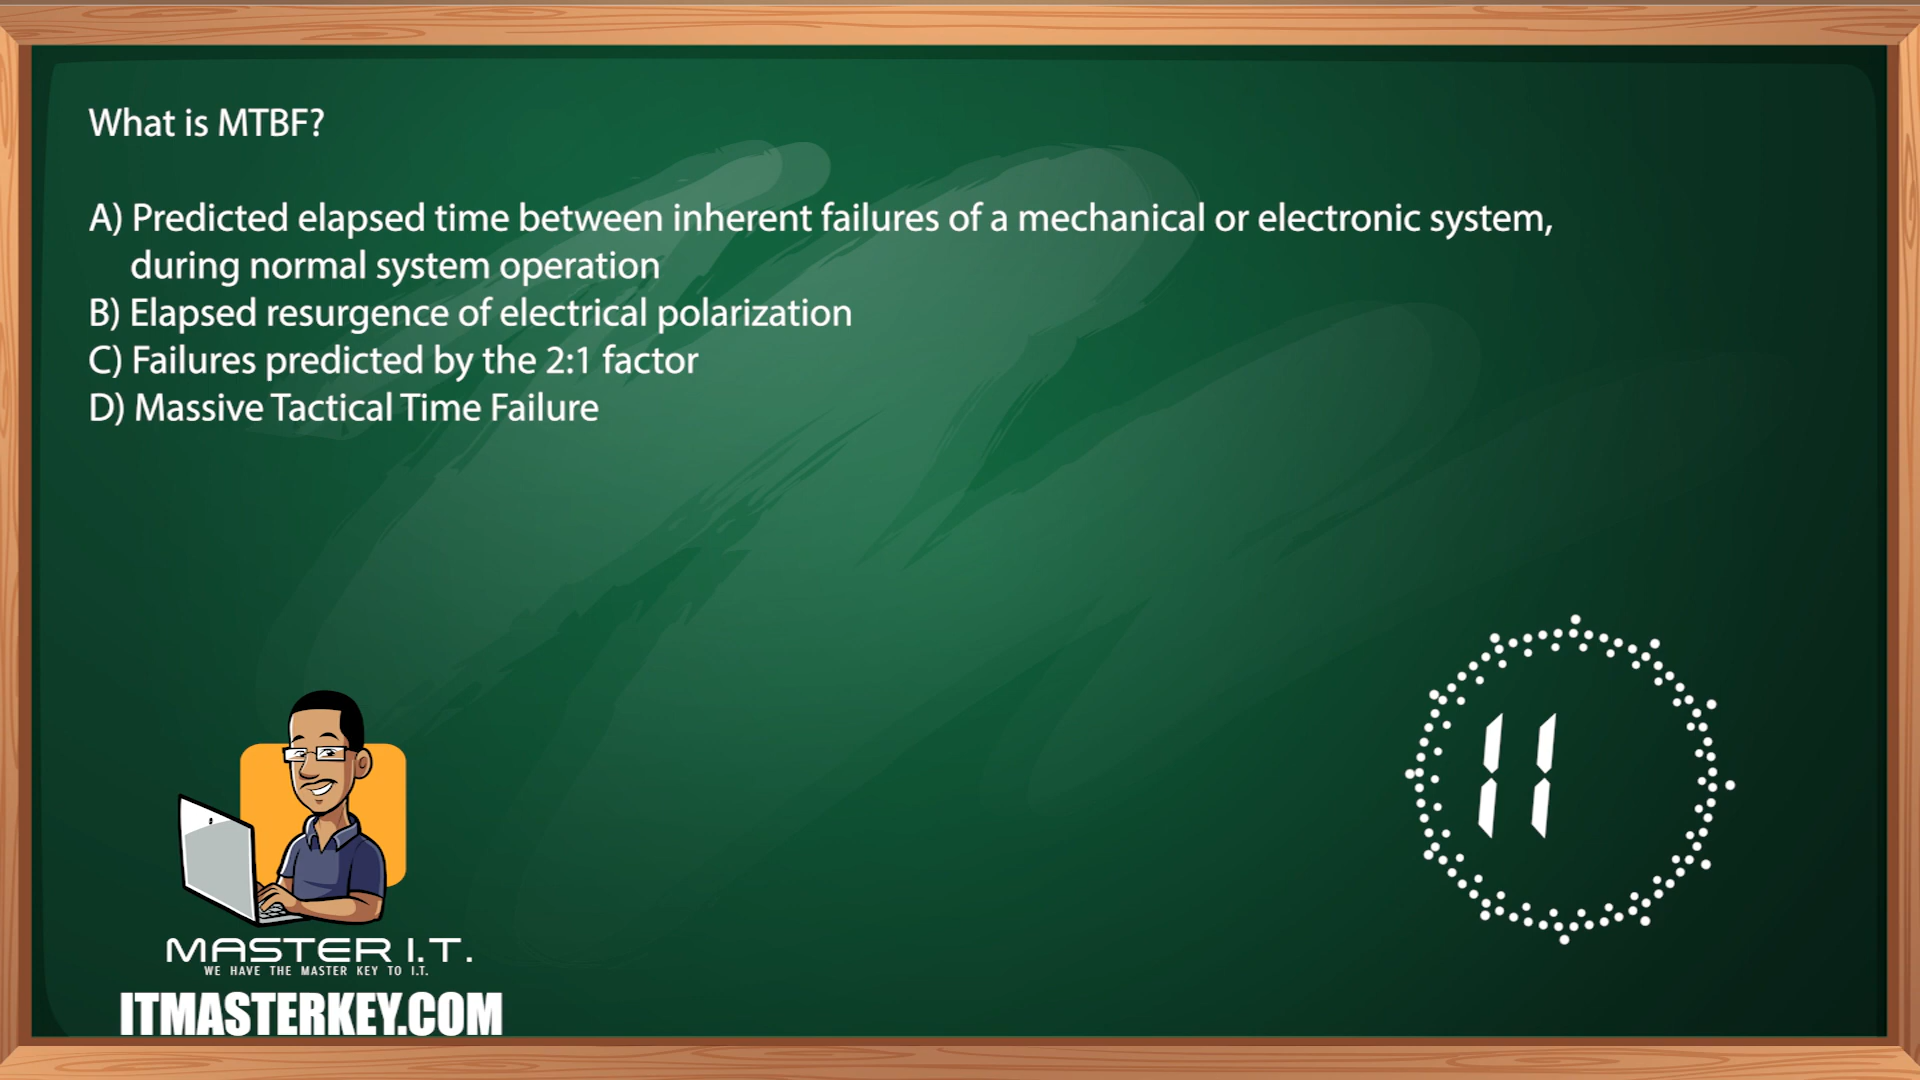 What is MTBF?
A) Predicted elapsed time between inherent failures of a mechanical or electronic system,
during normal system operation
B) Elapsed resurgence of electrical polarization
C) Failures predicted by the 2:1 factor
D) Massive Tactical Time Failure
11
MASTER I.T.
WE HAVE THE MASTER KEY TO I.T.
ITMASTERKEY.COM